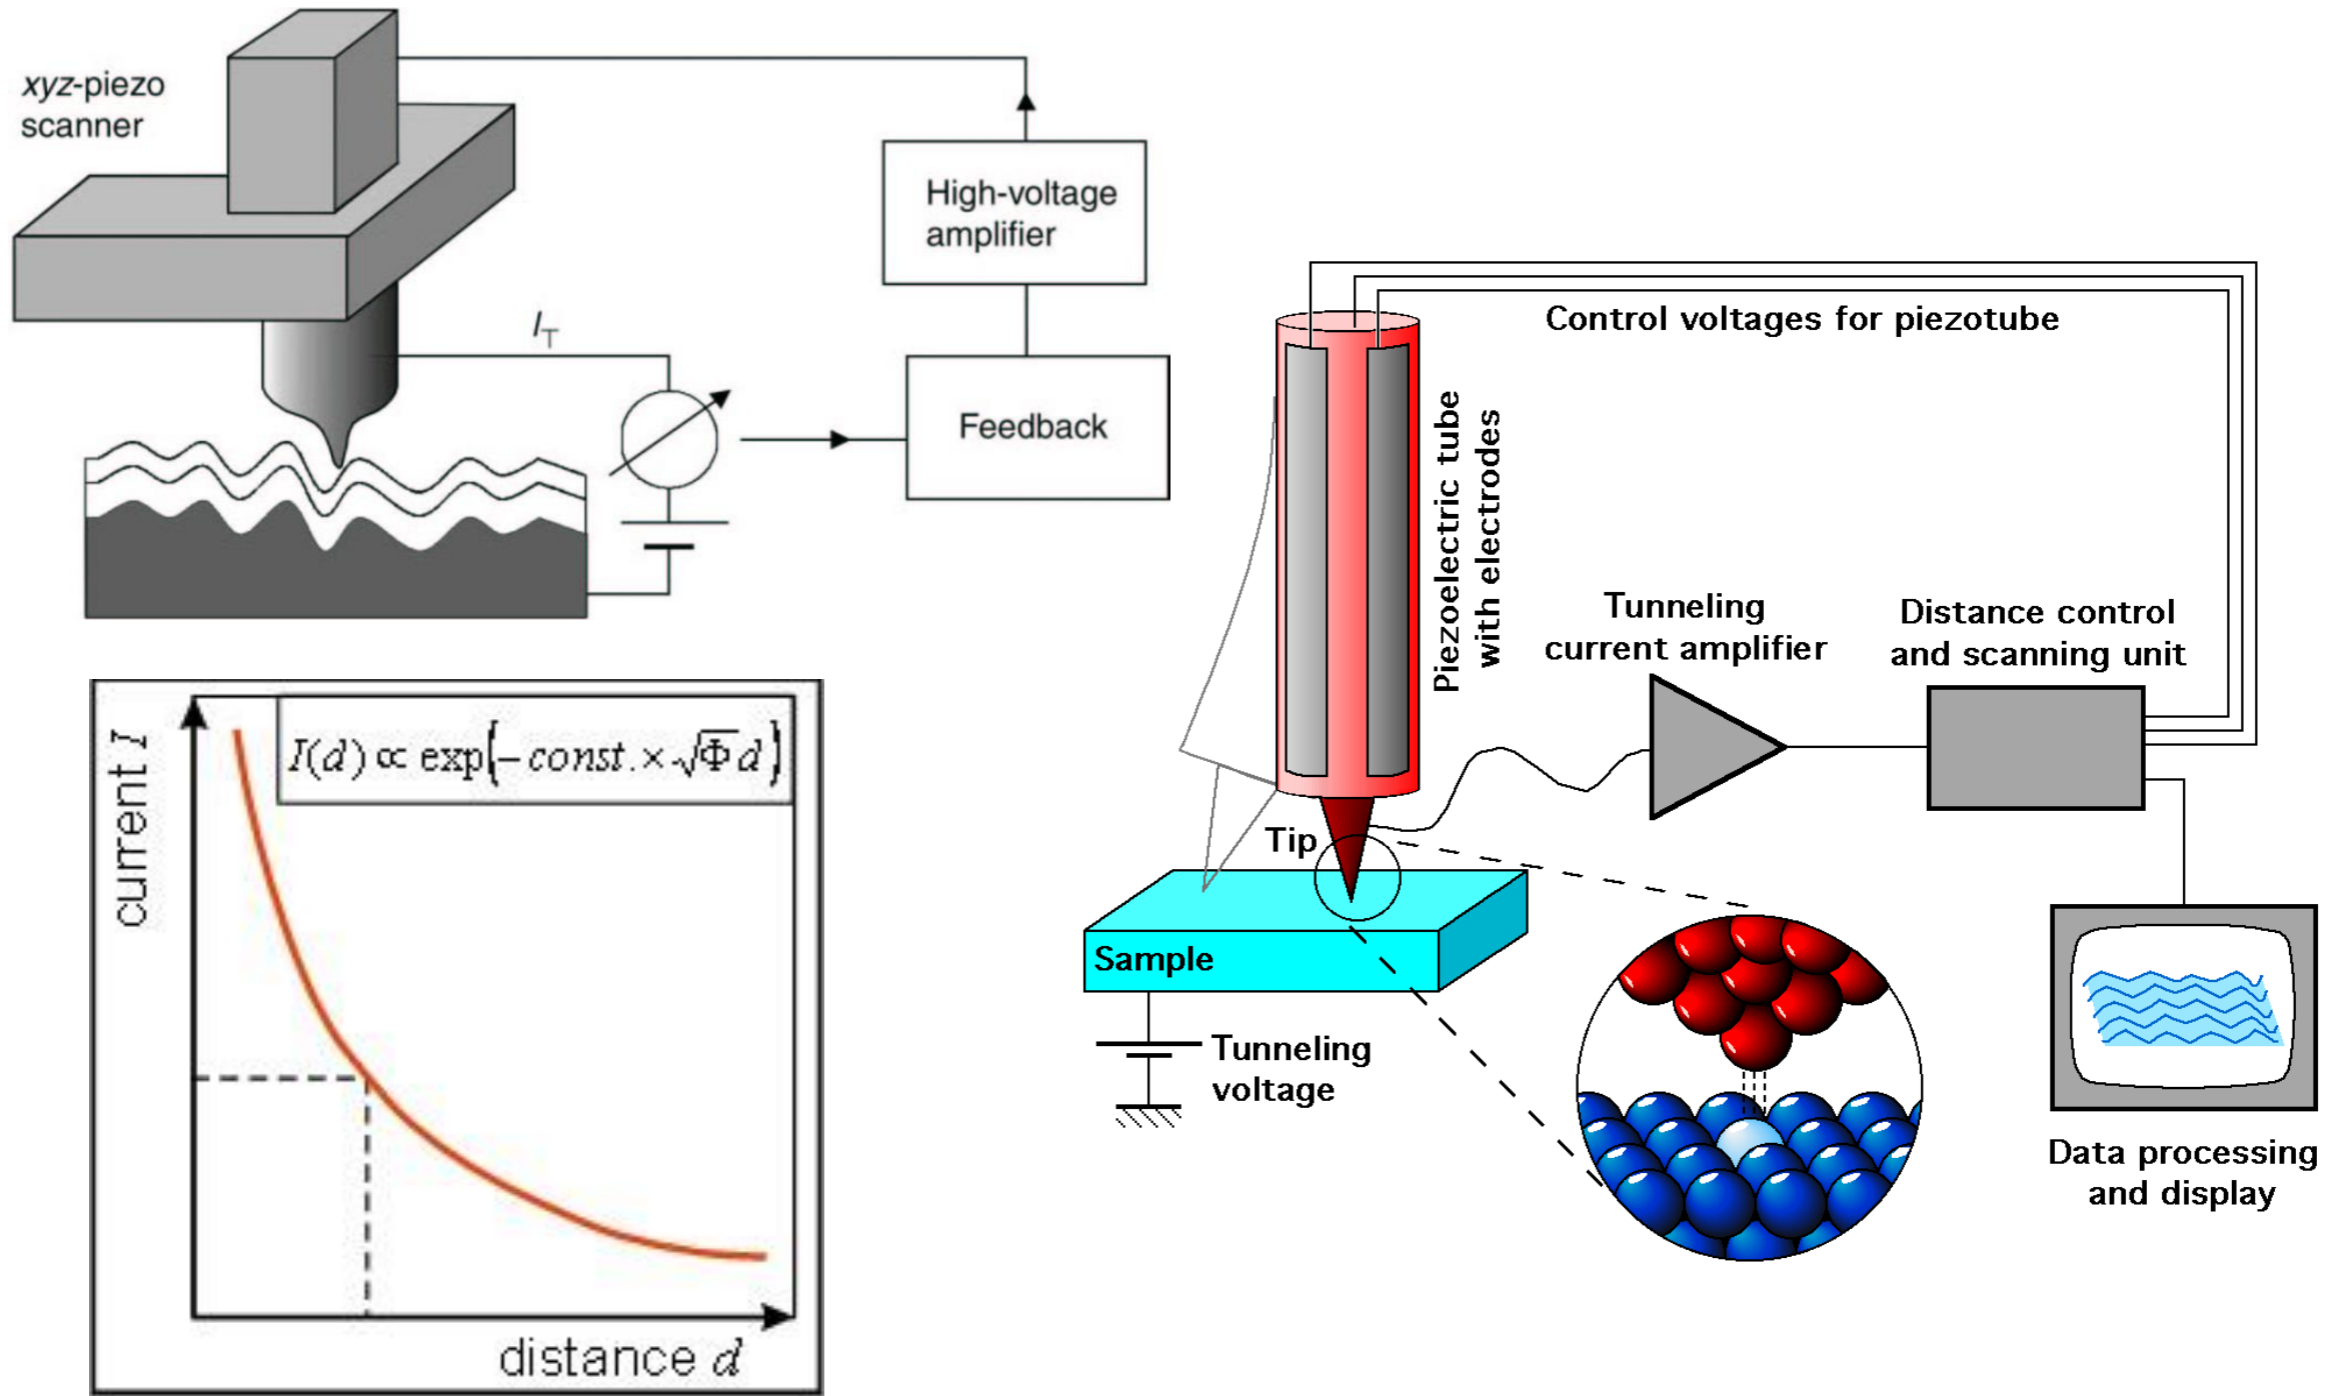 xyz-piezo
scanner
High-voltage
amplifier
I_T
Feedback
current I
I(d) ∝ exp(-const.×√Φd)
distance d
Control voltages for piezotube
Piezoelectric tube
with electrodes
Tunneling
current amplifier
Distance control
and scanning unit
Tip
Sample
Tunneling
voltage
Data processing
and display